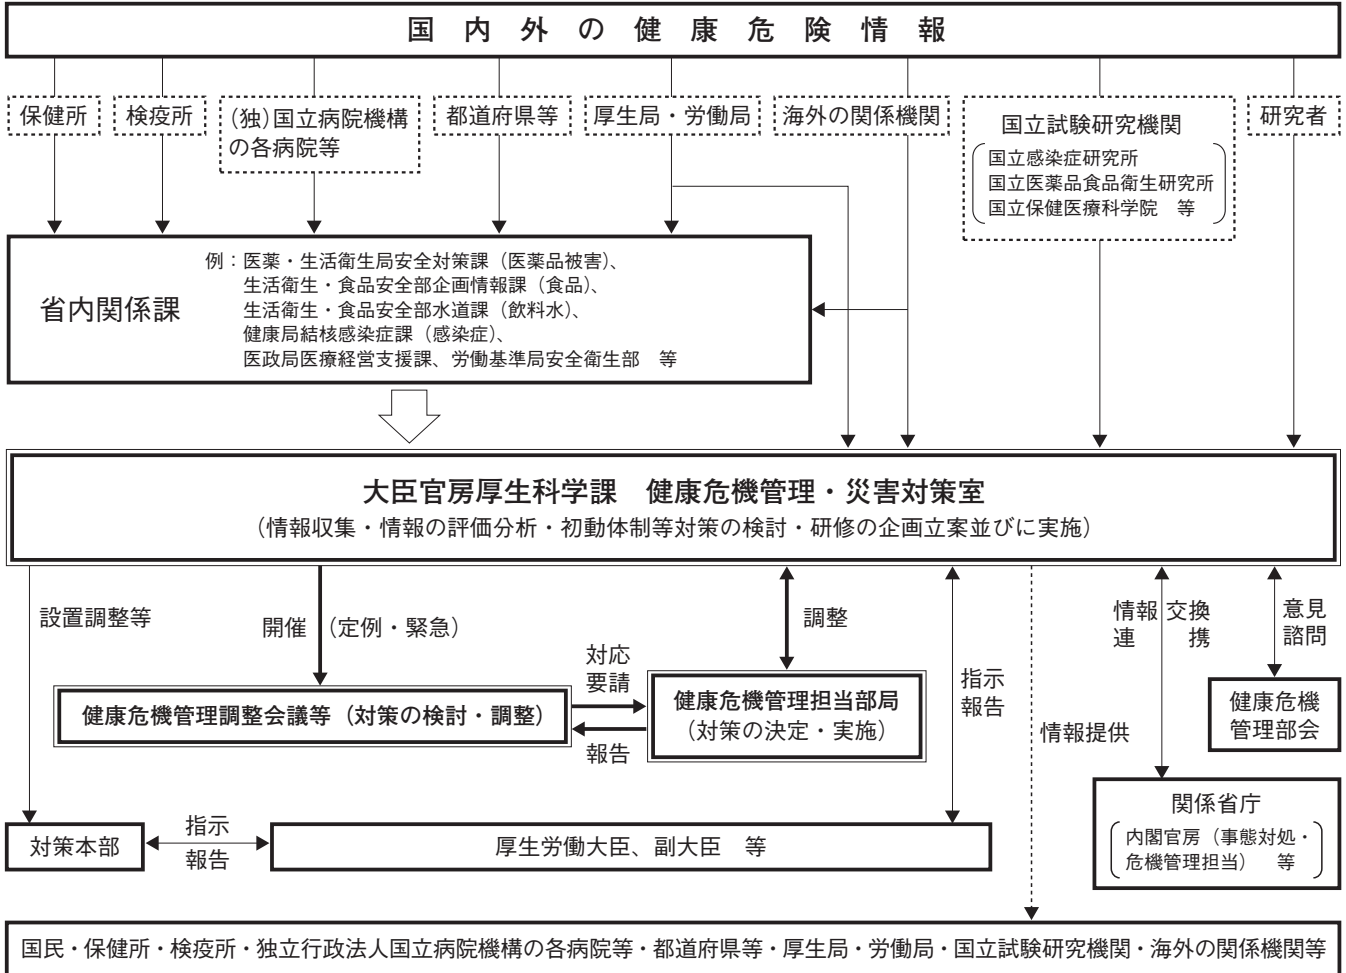 国内外の健康危険情報
保健所
検疫所
(独)国立病院機構
の各病院等
都道府県等
厚生局・労働局
海外の関係機関
国立試験研究機関
国立感染症研究所
国立医薬品食品衛生研究所
国立保健医療科学院　等
研究者
省内関係課
例：医薬・生活衛生局安全対策課（医薬品被害）、
生活衛生・食品安全部企画情報課（食品）、
生活衛生・食品安全部水道課（飲料水）、
健康局結核感染症課（感染症）、
医政局医療経営支援課、労働基準局安全衛生部　等
大臣官房厚生科学課　健康危機管理・災害対策室
（情報収集・情報の評価分析・初動体制等対策の検討・研修の企画立案並びに実施）
設置調整等
開催（定例・緊急）
調整
指示
報告
情報提供
情報交換
連携
意見
諮問
対応
要請
報告
健康危機管理調整会議等（対策の検討・調整）
健康危機管理担当部局
（対策の決定・実施）
健康危機
管理部会
関係省庁
内閣官房（事態対処・
危機管理担当）　等
対策本部
指示
報告
厚生労働大臣、副大臣　等
国民・保健所・検疫所・独立行政法人国立病院機構の各病院等・都道府県等・厚生局・労働局・国立試験研究機関・海外の関係機関等